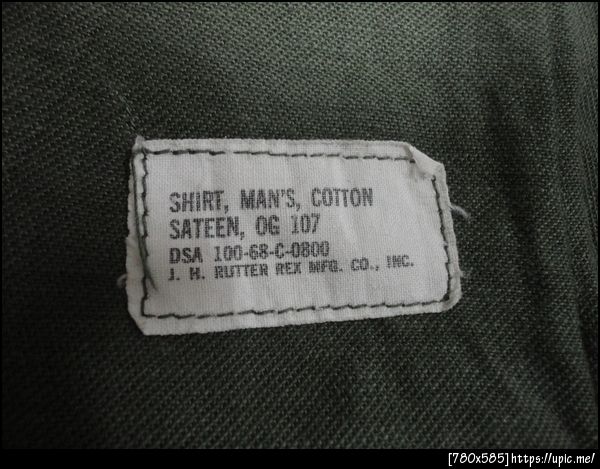 SHIRT, MAN'S, COTTON
SATEEN, OG 107
DSA 100-68-C-0800
J. H. RUTTER REX MFG. CO., INC.
[780x585]https://upic.me/